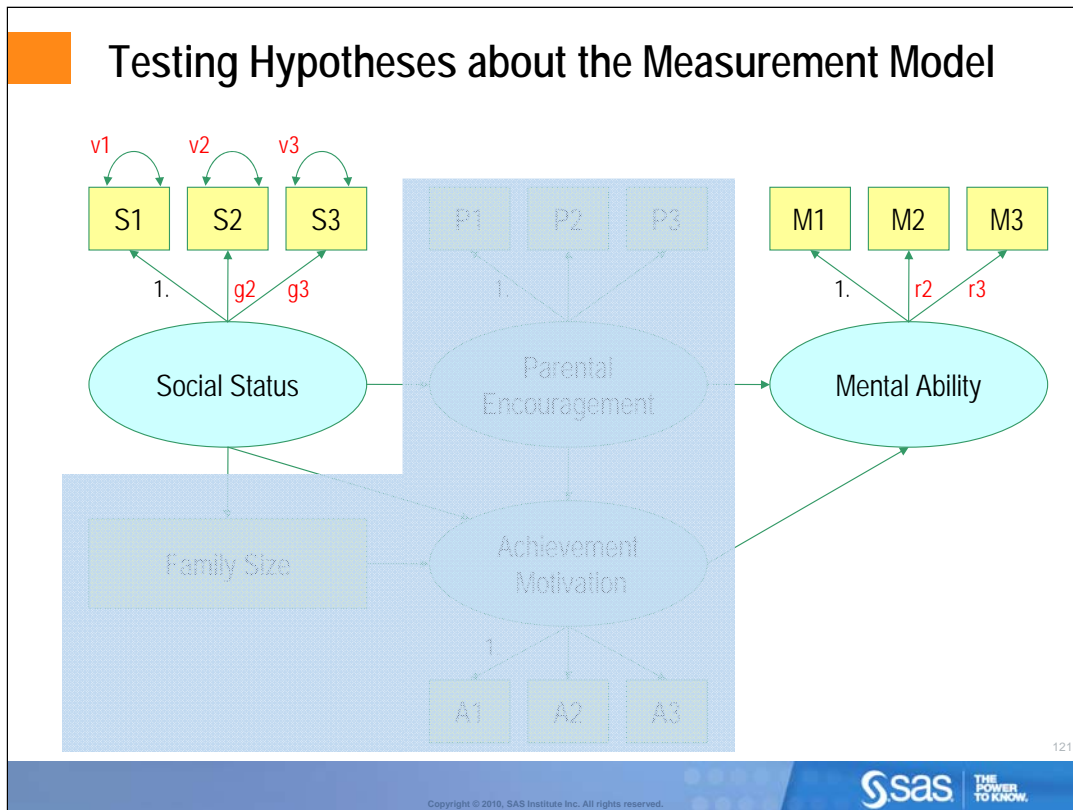 Testing Hypotheses about the Measurement Model
v1 v2 v3
S1 S2 S3 P1 P2 P3 M1 M2 M3
1. g2 g3 1. 1. r2 r3
Social Status
Parental
Encouragement
Mental Ability
Family Size
Achievement
Motivation
1.
A1 A2 A3
121
Copyright © 2010, SAS Institute Inc. All rights reserved.
sas
THE
POWER
TO KNOW.